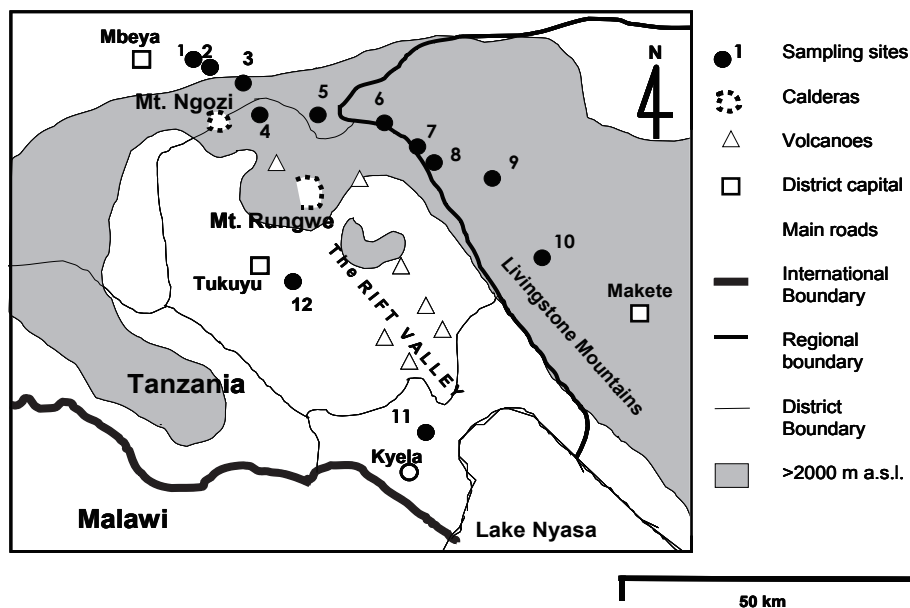 Mbeya
1
2
3
N
Mt. Ngozi
4
5
6
7
8
9
Mt. Rungwe
10
Tukuyu
12
The RIFT VALLEY
Livingstone Mountains
Makete
Tanzania
11
Kyela
Malawi
Lake Nyasa
1 Sampling sites
Calderas
Volcanoes
District capital
Main roads
International
Boundary
Regional
boundary
District
Boundary
>2000 m a.s.l.
50 km